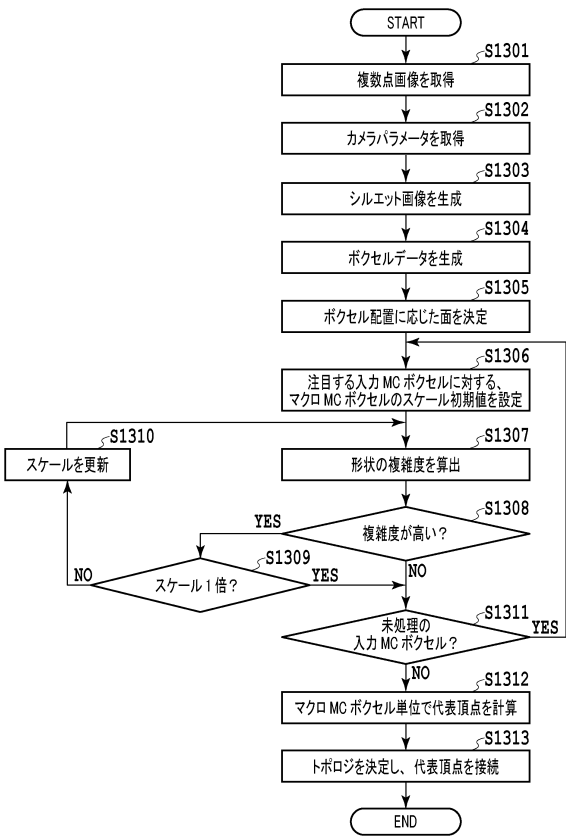 START
S1301
複数点画像を取得
S1302
カメラパラメータを取得
S1303
シルエット画像を生成
S1304
ボクセルデータを生成
S1305
ボクセル配置に応じた面を決定
S1306
注目する入力 MC ボクセルに対する、
マクロ MC ボクセルのスケール初期値を設定
S1310
スケールを更新
S1307
形状の複雑度を算出
S1308
複雑度が高い?
YES
NO
S1309
スケール 1 倍?
NO
YES
S1311
未処理の
入力 MC ボクセル?
YES
NO
S1312
マクロ MC ボクセル単位で代表頂点を計算
S1313
トポロジを決定し、代表頂点を接続
END